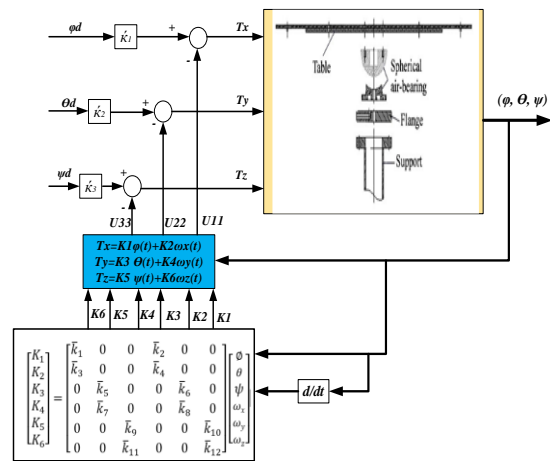 φd
Ḱ1
+
-
Tx
Θd
Ḱ2
+
-
Ty
ψd
Ḱ3
+
-
Tz
Table
Spherical
air-bearing
Flange
Support
(φ, Θ, ψ)
U33 U22 U11
Tx=K1φ(t)+K2ωx(t)
Ty=K3 Θ(t)+K4ωy(t)
Tz=K5 ψ(t)+K6ωz(t)
K6 K5 K4 K3 K2 K1
[K₁ K₂ K₃ K₄ K₅ K₆] =
k̅₁ 0 0 k̅₂ 0 0
k̅₃ 0 0 k̅₄ 0 0
0 k̅₅ 0 0 k̅₆ 0
0 k̅₇ 0 0 k̅₈ 0
0 0 k̅₉ 0 0 k̅₁₀
0 0 k̅₁₁ 0 0 k̅₁₂
[∅ θ ψ ωₓ ωᵧ ω_z]
d/dt